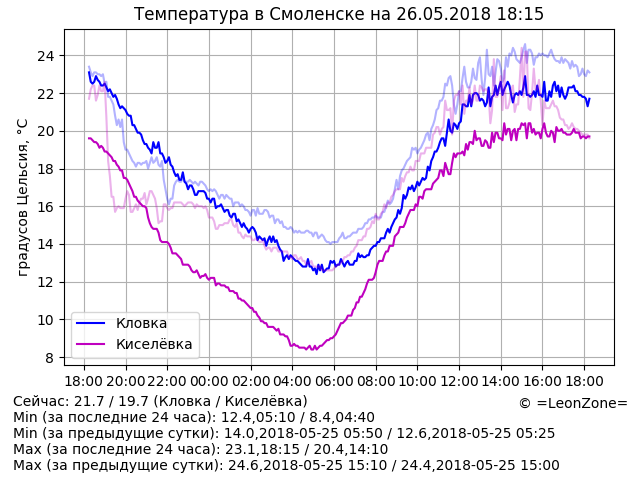 Температура в Смоленске на 26.05.2018 18:15
градусов Цельсия, °C
24
22
20
18
16
14
12
10
8
Кловка
Киселёвка
18:00 20:00 22:00 00:00 02:00 04:00 06:00 08:00 10:00 12:00 14:00 16:00 18:00
Сейчас: 21.7 / 19.7 (Кловка / Киселёвка)
© =LeonZone=
Min (за последние 24 часа): 12.4,05:10 / 8.4,04:40
Min (за предыдущие сутки): 14.0,2018-05-25 05:50 / 12.6,2018-05-25 05:25
Max (за последние 24 часа): 23.1,18:15 / 20.4,14:10
Max (за предыдущие сутки): 24.6,2018-05-25 15:10 / 24.4,2018-05-25 15:00